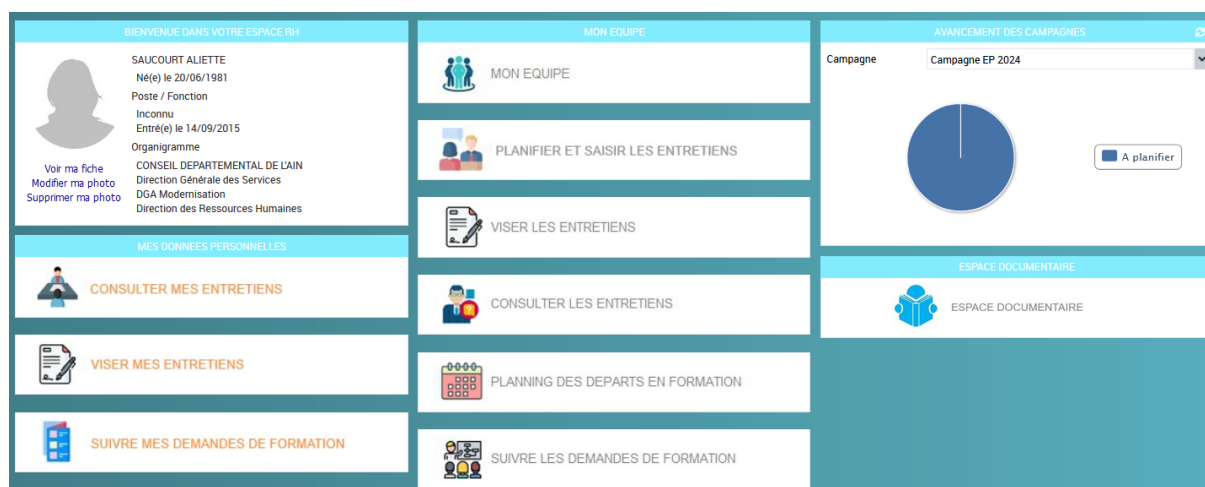 BIENVENUE DANS VOTRE ESPACE RH
SAUCOURT ALIETTE
Né(e) le 20/06/1981
Poste / Fonction
Inconnu
Entré(e) le 14/09/2015
Organigramme
CONSEIL DEPARTEMENTAL DE L'AIN
Direction Générale des Services
DGA Modernisation
Direction des Ressources Humaines
Voir ma fiche
Modifier ma photo
Supprimer ma photo
MES DONNEES PERSONNELLES
CONSULTER MES ENTRETIENS
VISER MES ENTRETIENS
SUIVRE MES DEMANDES DE FORMATION
MON EQUIPE
MON EQUIPE
PLANIFIER ET SAISIR LES ENTRETIENS
VISER LES ENTRETIENS
CONSULTER LES ENTRETIENS
PLANNING DES DEPARTS EN FORMATION
SUIVRE LES DEMANDES DE FORMATION
AVANCEMENT DES CAMPAGNES
Campagne Campagne EP 2024
A planifier
ESPACE DOCUMENTAIRE
ESPACE DOCUMENTAIRE